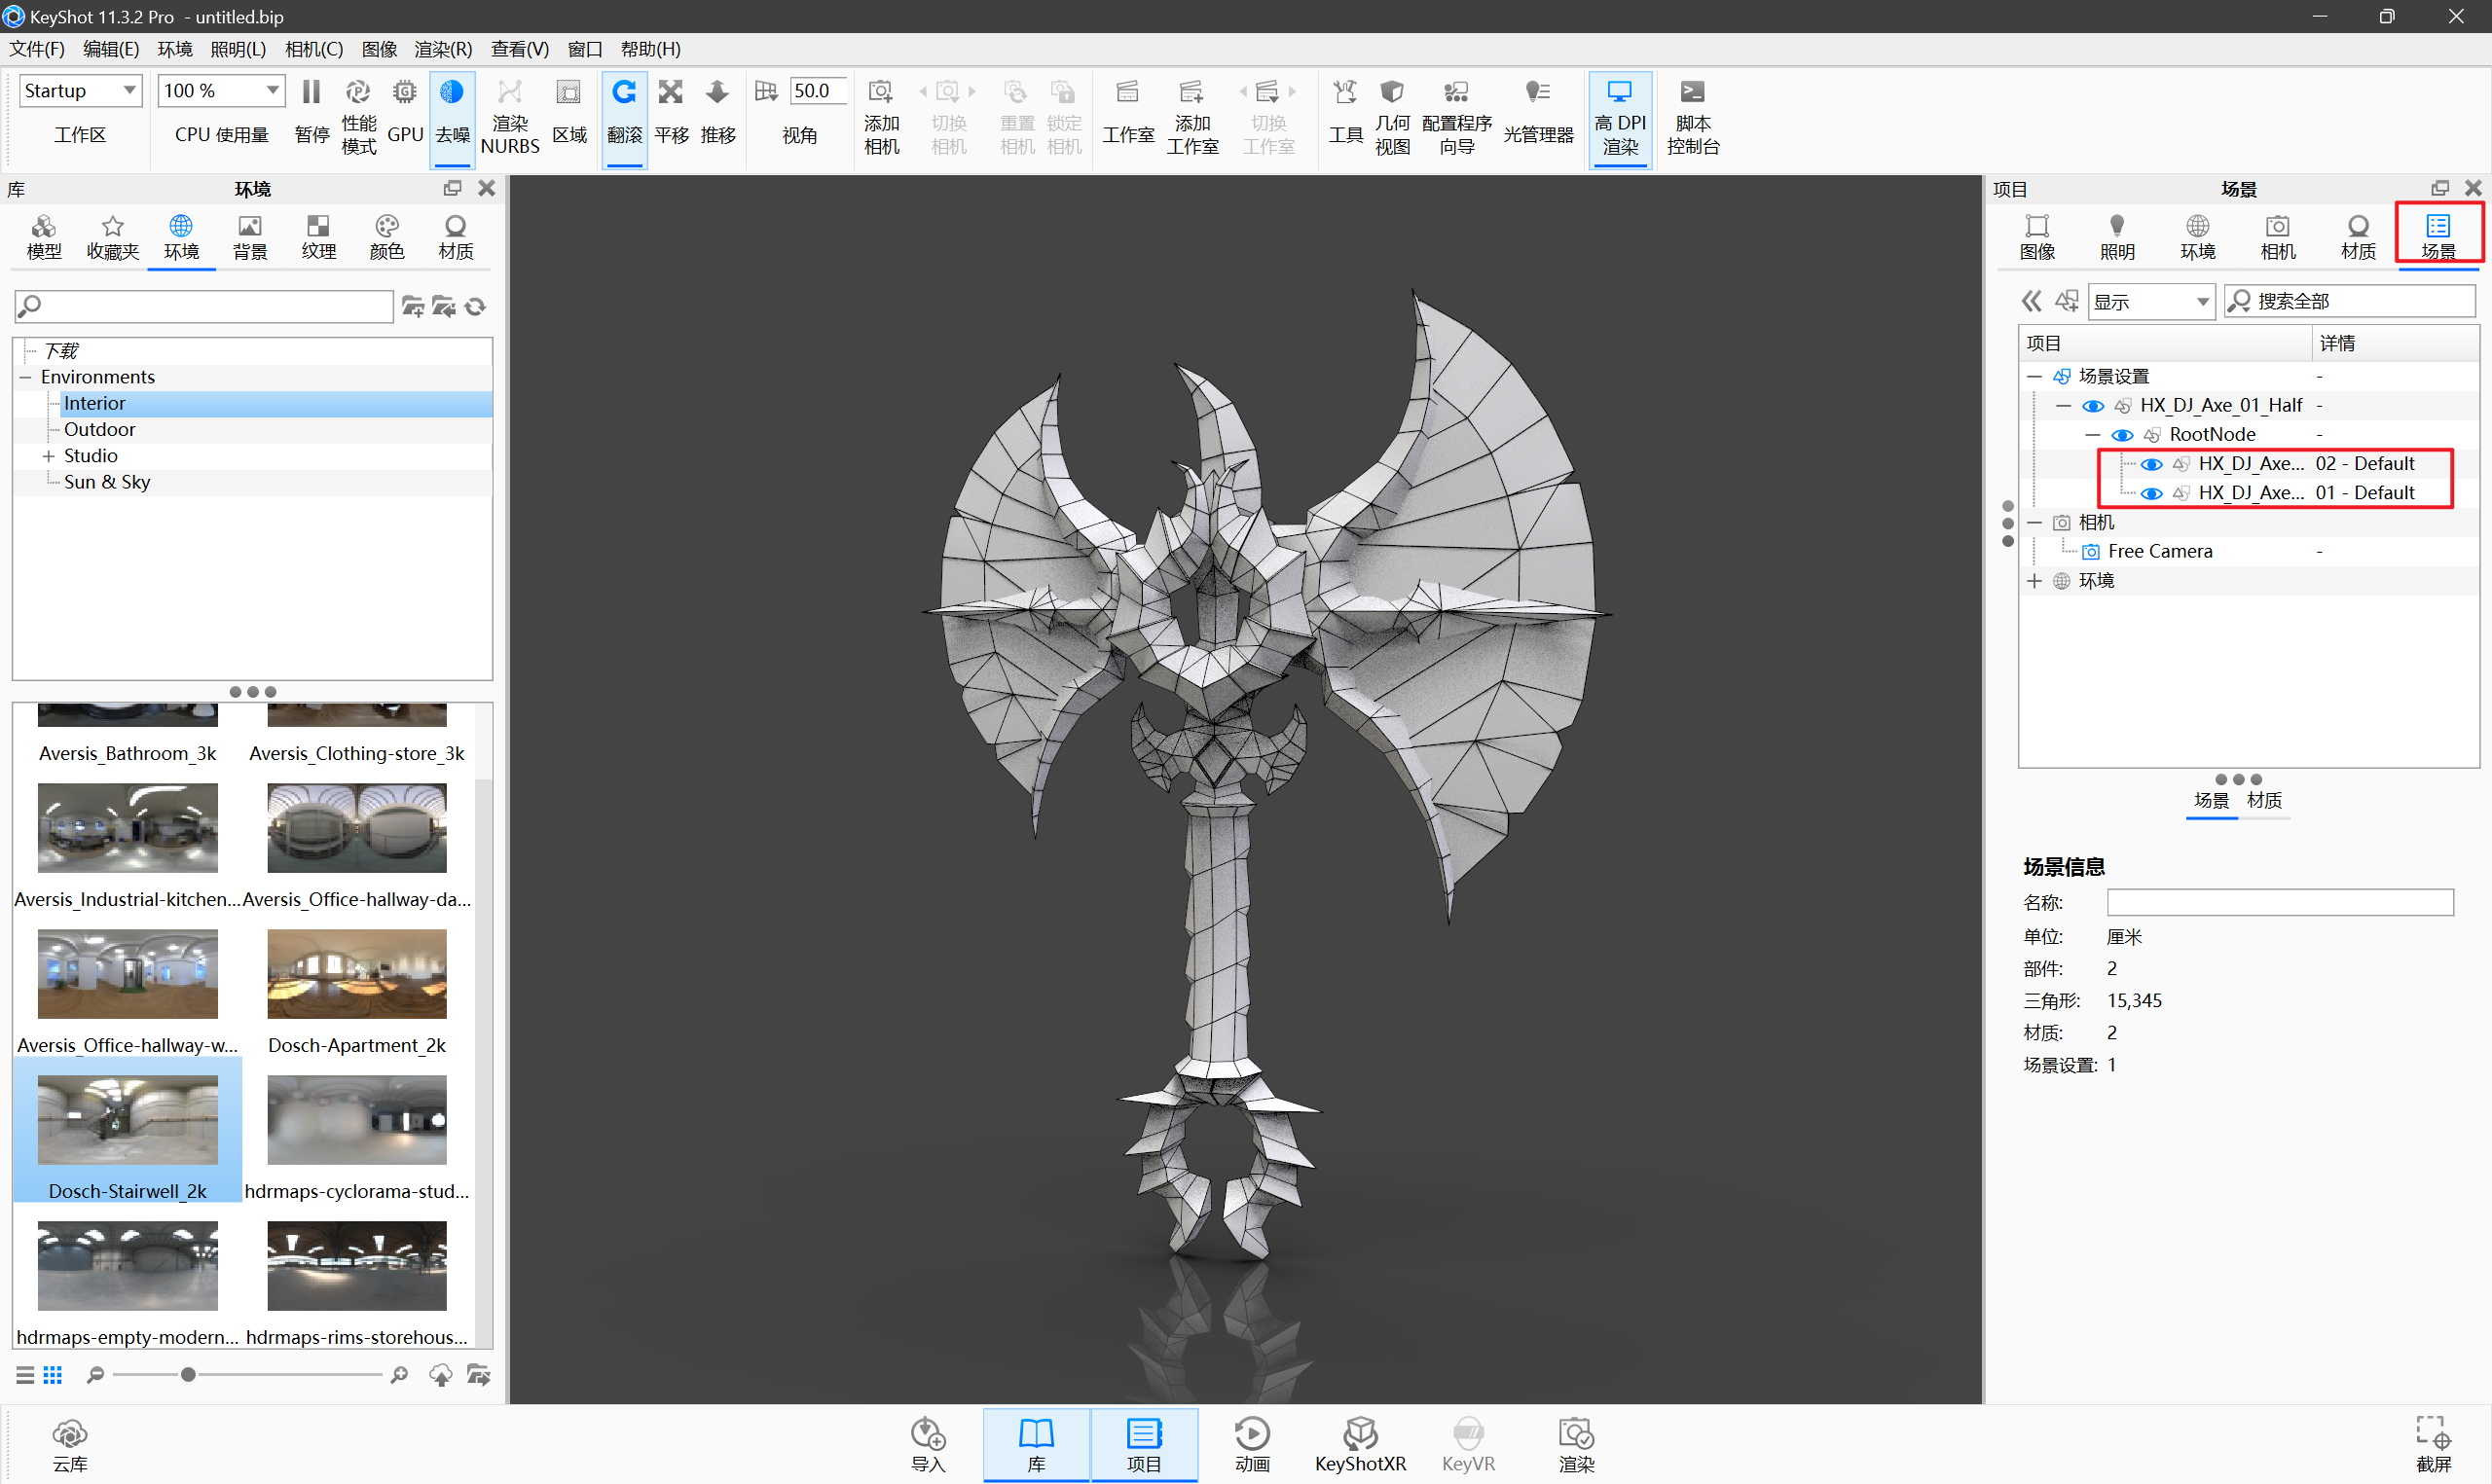 KeyShot 11.3.2 Pro - untitled.bip
文件(F) 编辑(E) 环境 照明(L) 相机(C) 图像 渲染(R) 查看(V) 窗口 帮助(H)
Startup 100 % 50.0
工作区 CPU 使用量 暂停 性能模式 GPU 去噪 渲染NURBS 区域 翻滚 平移 推移 视角 添加相机 切换相机 重置相机 锁定相机 工作室 添加工作室 切换工作室 工具 几何视图 配置程序向导 光管理器 高 DPI渲染 脚本控制台
库 环境
模型 收藏夹 环境 背景 纹理 颜色 材质
下载
Environments
Interior
Outdoor
Studio
Sun & Sky
Aversis_Bathroom_3k Aversis_Clothing-store_3k
Aversis_Industrial-kitchen... Aversis_Office-hallway-da...
Aversis_Office-hallway-w... Dosch-Apartment_2k
Dosch-Stairwell_2k hdrmaps-cyclorama-stud...
hdrmaps-empty-modern... hdrmaps-rims-storehous...
项目 场景
图像 照明 环境 相机 材质 场景
显示 搜索全部
项目 详情
场景设置 -
HX_DJ_Axe_01_Half -
RootNode -
HX_DJ_Axe... 02 - Default
HX_DJ_Axe... 01 - Default
相机
Free Camera -
环境
场景 材质
场景信息
名称:
单位: 厘米
部件: 2
三角形: 15,345
材质: 2
场景设置: 1
云库 导入 库 项目 动画 KeyShotXR KeyVR 渲染 截屏